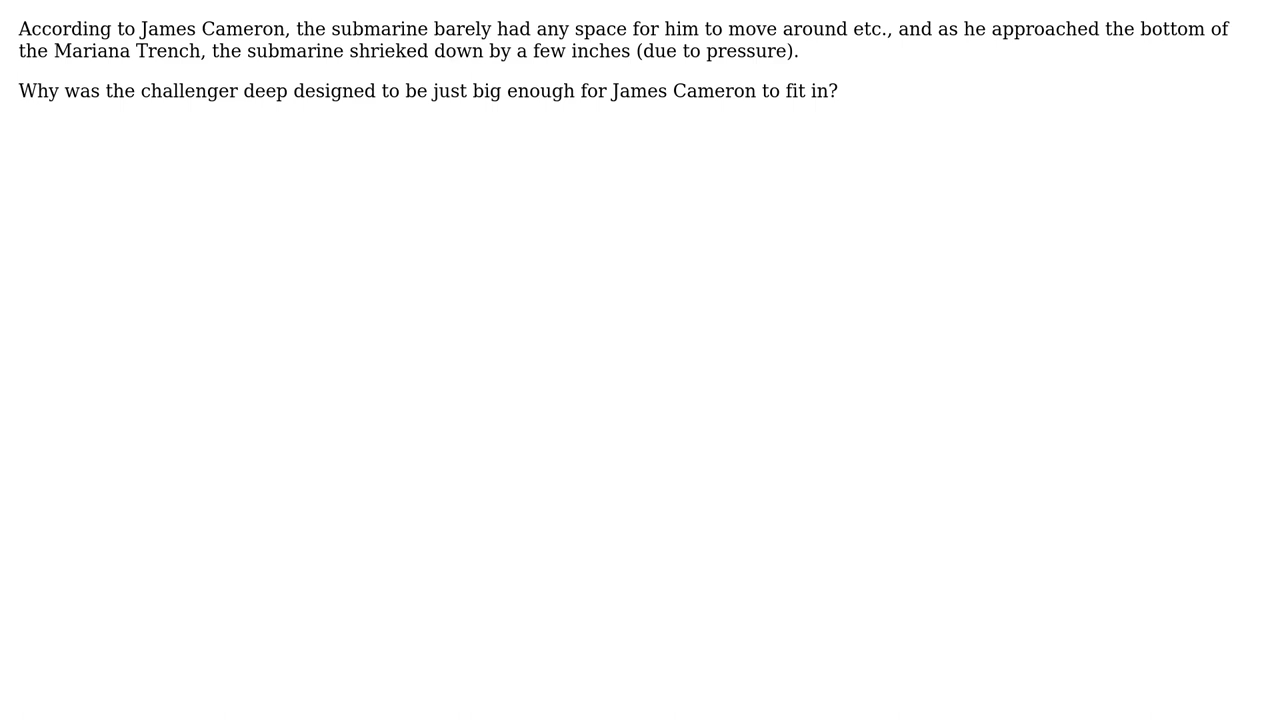 According to James Cameron, the submarine barely had any space for him to move around etc., and as he approached the bottom of
the Mariana Trench, the submarine shrieked down by a few inches (due to pressure).
Why was the challenger deep designed to be just big enough for James Cameron to fit in?